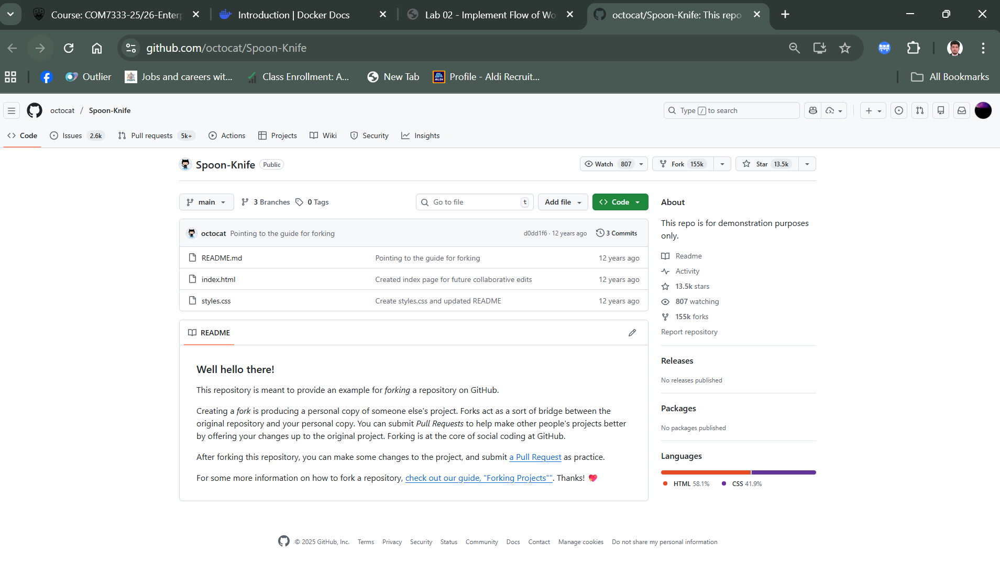 Course: COM7333-25/26-Enter
Introduction | Docker Docs
Lab 02 - Implement Flow of Wo
octocat/Spoon-Knife: This repo
github.com/octocat/Spoon-Knife
Outlier
Jobs and careers wit...
Class Enrollment: A...
New Tab
ALDI
Profile - Aldi Recruit...
All Bookmarks
octocat / Spoon-Knife
Type / to search
Code
Issues 2.6k
Pull requests 5k+
Actions
Projects
Wiki
Security
Insights
Spoon-Knife Public
Watch 807
Fork 155k
Star 13.5k
main
3 Branches
0 Tags
Go to file t
Add file
Code
octocat Pointing to the guide for forking d0dd1f6 · 12 years ago 3 Commits
README.md Pointing to the guide for forking 12 years ago
index.html Created index page for future collaborative edits 12 years ago
styles.css Create styles.css and updated README 12 years ago
README
Well hello there!
This repository is meant to provide an example for forking a repository on GitHub.
Creating a fork is producing a personal copy of someone else's project. Forks act as a sort of bridge between the
original repository and your personal copy. You can submit Pull Requests to help make other people's projects better
by offering your changes up to the original project. Forking is at the core of social coding at GitHub.
After forking this repository, you can make some changes to the project, and submit a Pull Request as practice.
For some more information on how to fork a repository, check out our guide, "Forking Projects"". Thanks! 💖
About
This repo is for demonstration purposes
only.
Readme
Activity
13.5k stars
807 watching
155k forks
Report repository
Releases
No releases published
Packages
No packages published
Languages
HTML 58.1%
CSS 41.9%
© 2025 GitHub, Inc. Terms Privacy Security Status Community Docs Contact Manage cookies Do not share my personal information